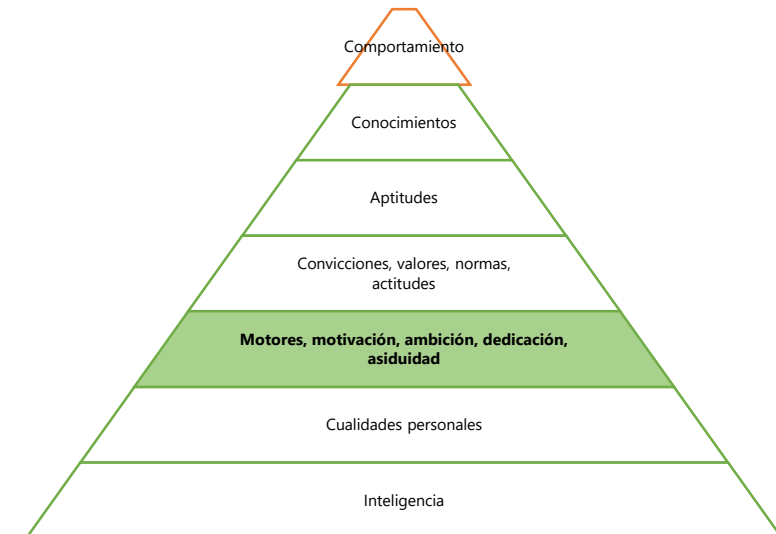 Comportamiento
Conocimientos
Aptitudes
Convicciones, valores, normas,
actitudes
Motores, motivación, ambición, dedicación,
asiduidad
Cualidades personales
Inteligencia